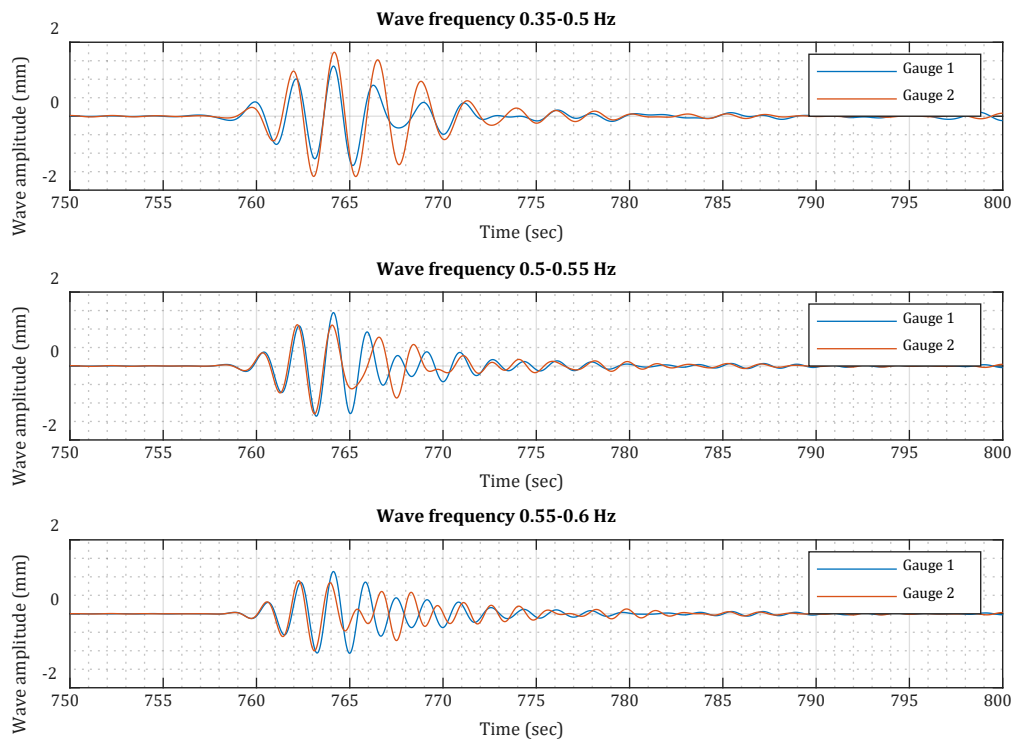 Wave frequency 0.35-0.5 Hz
2
0
-2
Wave amplitude (mm)
Gauge 1
Gauge 2
750 755 760 765 770 775 780 785 790 795 800
Time (sec)
Wave frequency 0.5-0.55 Hz
2
0
-2
Wave amplitude (mm)
Gauge 1
Gauge 2
750 755 760 765 770 775 780 785 790 795 800
Time (sec)
Wave frequency 0.55-0.6 Hz
2
0
-2
Wave amplitude (mm)
Gauge 1
Gauge 2
750 755 760 765 770 775 780 785 790 795 800
Time (sec)